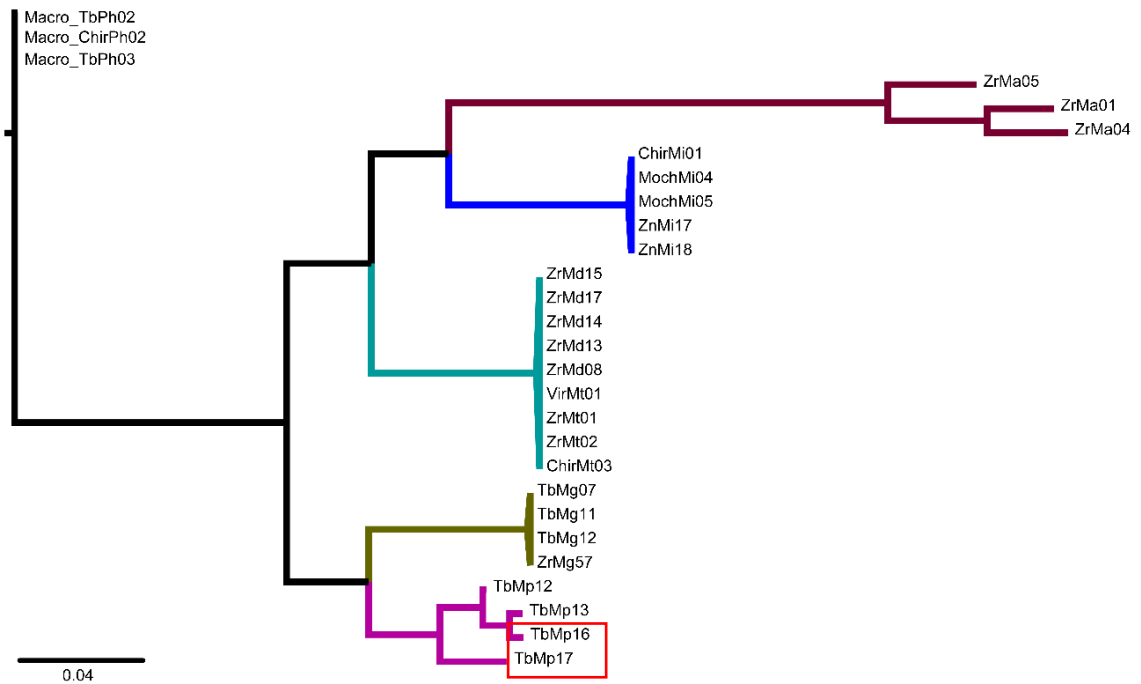 Macro_TbPh02
Macro_ChirPh02
Macro_TbPh03
ZrMa05
ZrMa01
ZrMa04
ChirMi01
MochMi04
MochMi05
ZnMi17
ZnMi18
ZrMd15
ZrMd17
ZrMd14
ZrMd13
ZrMd08
VirMt01
ZrMt01
ZrMt02
ChirMt03
TbMg07
TbMg11
TbMg12
ZrMg57
TbMp12
TbMp13
TbMp16
TbMp17
0.04